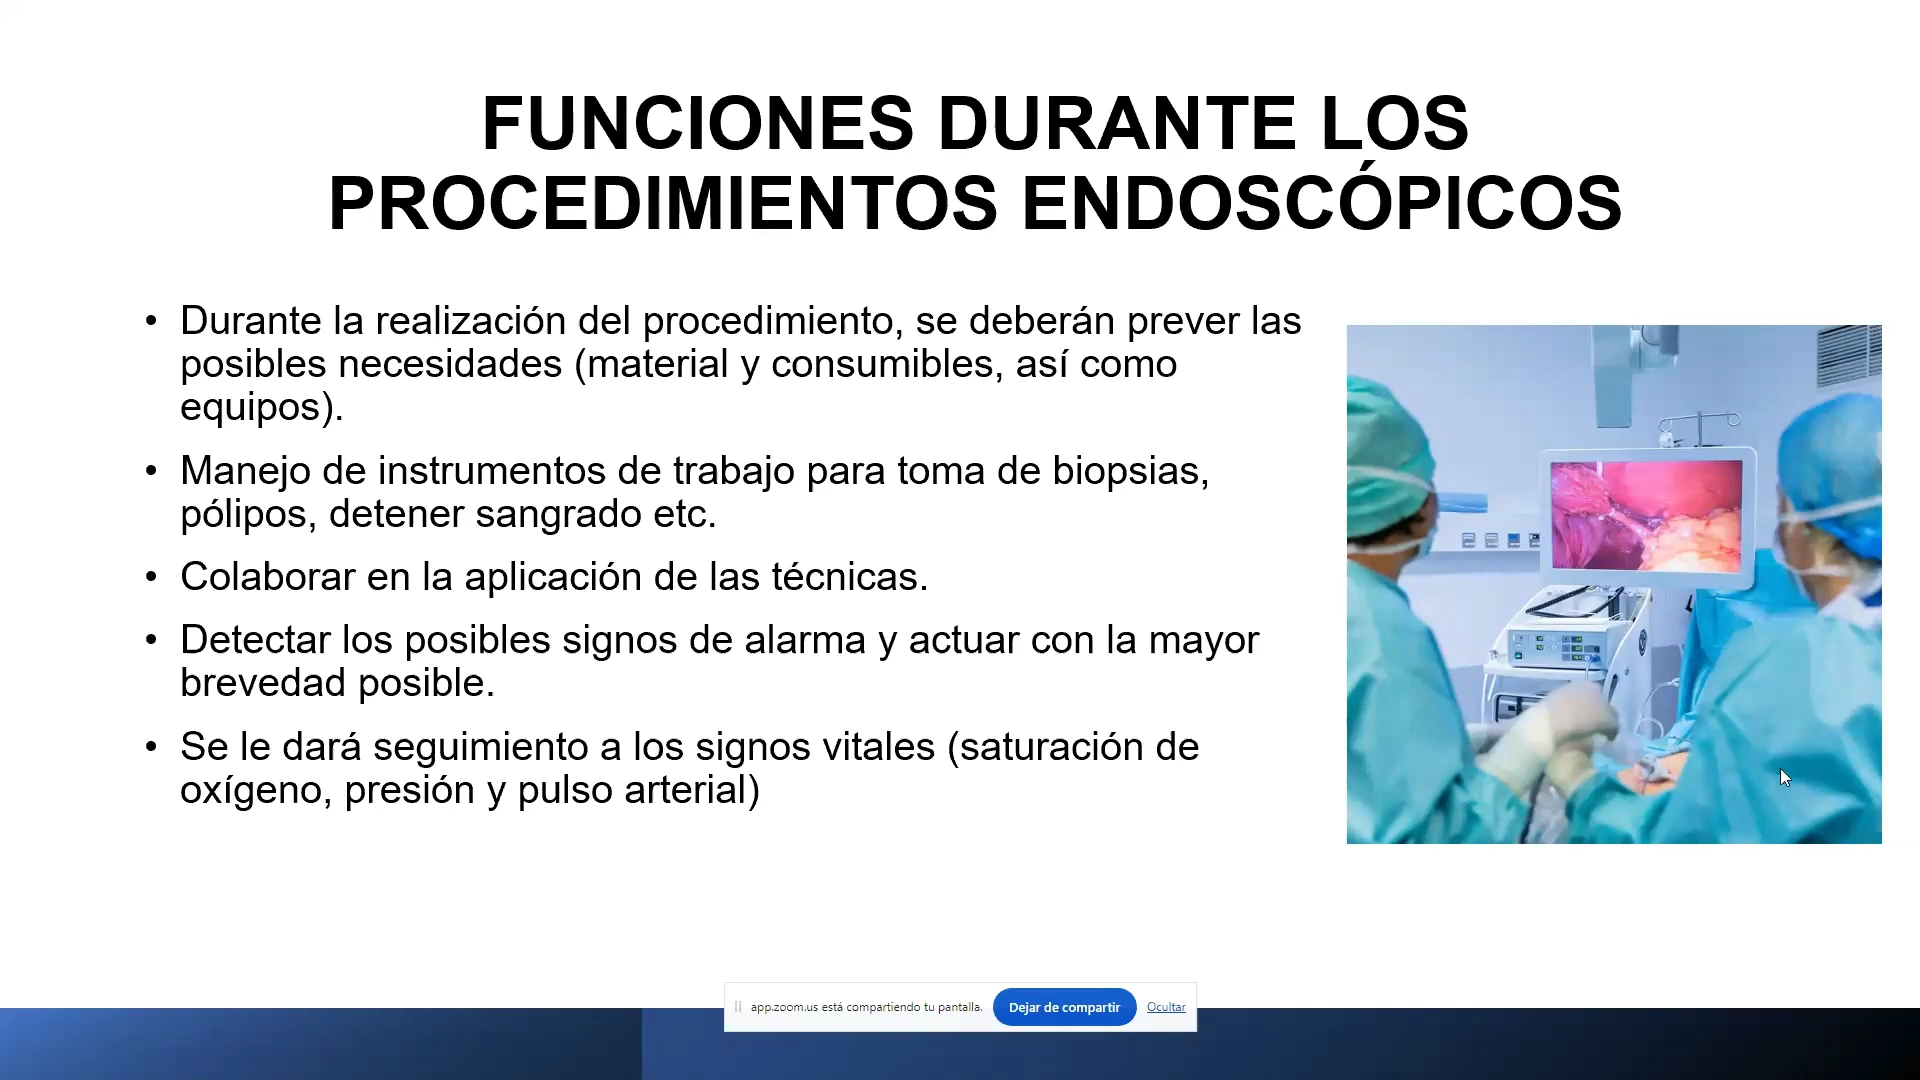 FUNCIONES DURANTE LOS
PROCEDIMIENTOS ENDOSCÓPICOS
• Durante la realización del procedimiento, se deberán prever las
posibles necesidades (material y consumibles, así como
equipos).
• Manejo de instrumentos de trabajo para toma de biopsias,
pólipos, detener sangrado etc.
• Colaborar en la aplicación de las técnicas.
• Detectar los posibles signos de alarma y actuar con la mayor
brevedad posible.
• Se le dará seguimiento a los signos vitales (saturación de
oxígeno, presión y pulso arterial)
app.zoom.us está compartiendo tu pantalla. Dejar de compartir Ocultar